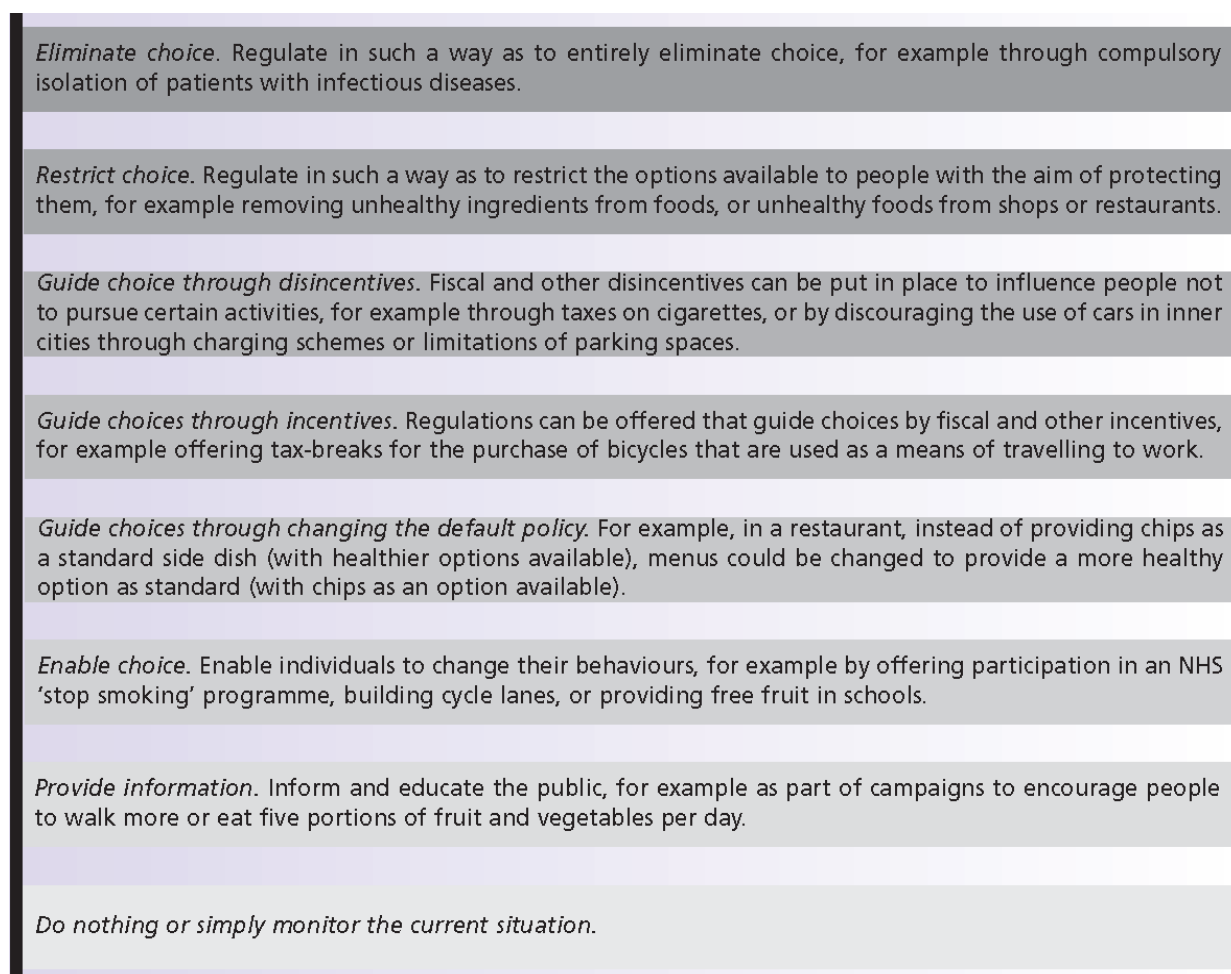 Eliminate choice. Regulate in such a way as to entirely eliminate choice, for example through compulsory
isolation of patients with infectious diseases.
Restrict choice. Regulate in such a way as to restrict the options available to people with the aim of protecting
them, for example removing unhealthy ingredients from foods, or unhealthy foods from shops or restaurants.
Guide choice through disincentives. Fiscal and other disincentives can be put in place to influence people not
to pursue certain activities, for example through taxes on cigarettes, or by discouraging the use of cars in inner
cities through charging schemes or limitations of parking spaces.
Guide choices through incentives. Regulations can be offered that guide choices by fiscal and other incentives,
for example offering tax-breaks for the purchase of bicycles that are used as a means of travelling to work.
Guide choices through changing the default policy. For example, in a restaurant, instead of providing chips as
a standard side dish (with healthier options available), menus could be changed to provide a more healthy
option as standard (with chips as an option available).
Enable choice. Enable individuals to change their behaviours, for example by offering participation in an NHS
‘stop smoking’ programme, building cycle lanes, or providing free fruit in schools.
Provide information. Inform and educate the public, for example as part of campaigns to encourage people
to walk more or eat five portions of fruit and vegetables per day.
Do nothing or simply monitor the current situation.